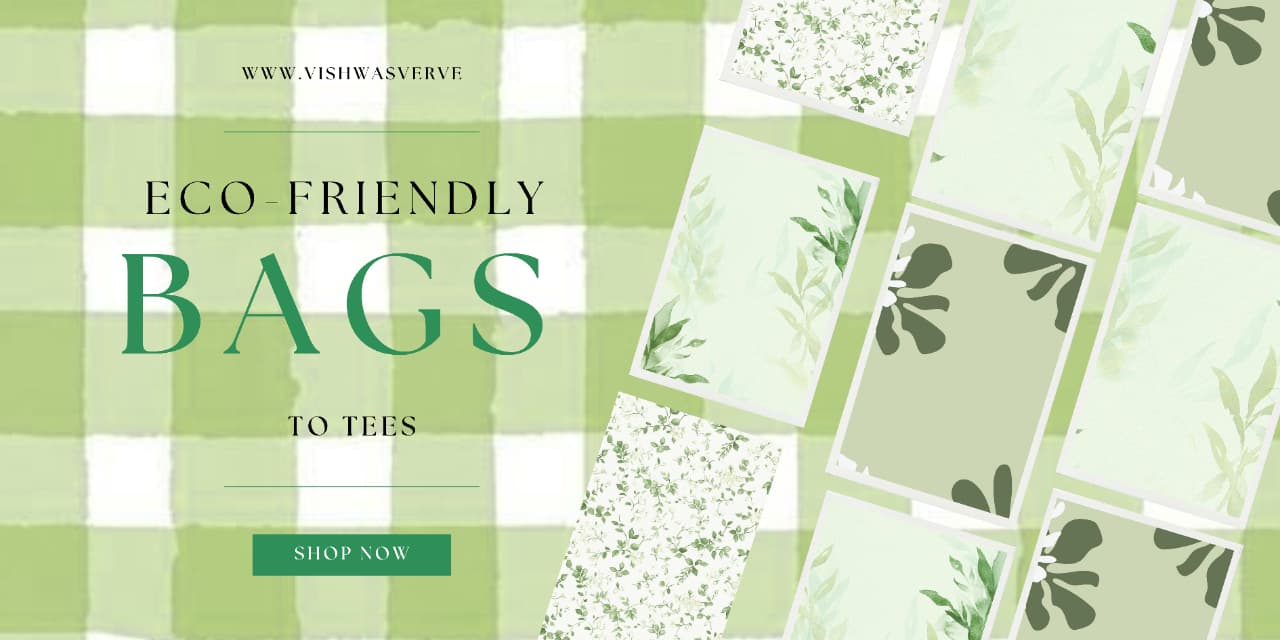 WWW.VISHWASVERVE
ECO-FRIENDLY
BAGS
TO TEES
SHOP NOW